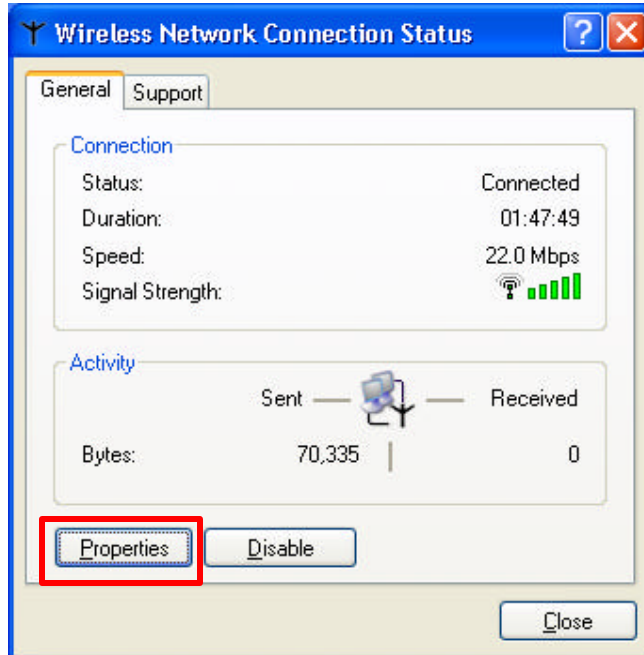 Wireless Network Connection Status
General Support
Connection
Status: Connected
Duration: 01:47:49
Speed: 22.0 Mbps
Signal Strength:
Activity
Sent Received
Bytes: 70,335 0
Properties Disable
Close